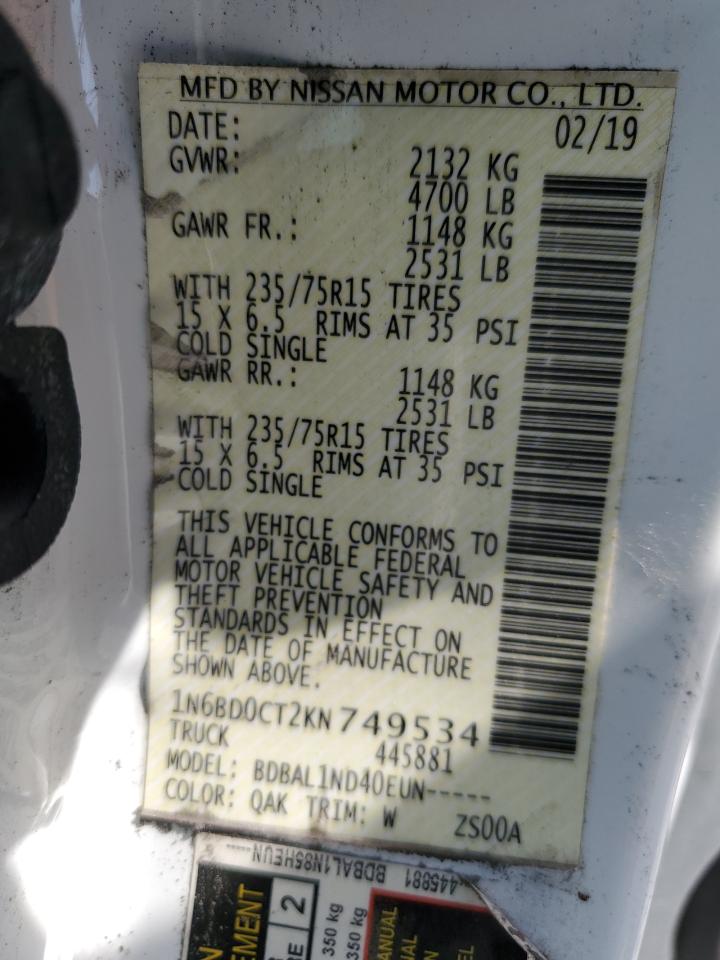 MFD BY NISSAN MOTOR CO., LTD.
DATE: 02/19
GVWR: 2132 KG
4700 LB
GAWR FR.: 1148 KG
2531 LB
WITH 235/75R15 TIRES
15 X 6.5 RIMS AT 35 PSI
COLD SINGLE
GAWR RR.: 1148 KG
2531 LB
WITH 235/75R15 TIRES
15 X 6.5 RIMS AT 35 PSI
COLD SINGLE
THIS VEHICLE CONFORMS TO
ALL APPLICABLE FEDERAL
MOTOR VEHICLE SAFETY AND
THEFT PREVENTION
STANDARDS IN EFFECT ON
THE DATE OF MANUFACTURE
SHOWN ABOVE.
1N6BD0CT2KN749534
TRUCK 445881
MODEL: BDBAL1ND40EUN-----
COLOR: QAK TRIM: W ZS00A
445881 BDBAL1N85HEUN----
2
350 kg
350 kg
MANUAL